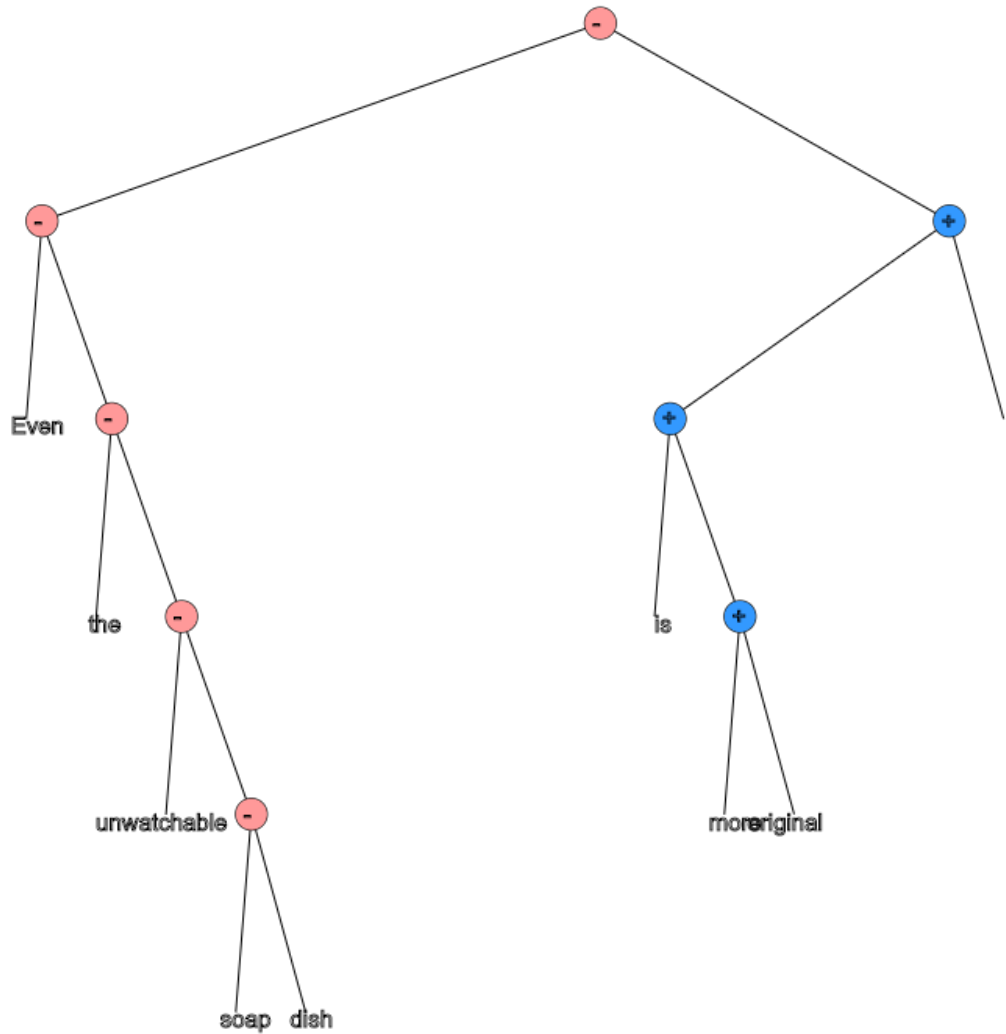 -
- +
Even - +
the - is +
unwatchable - more original
soap dish